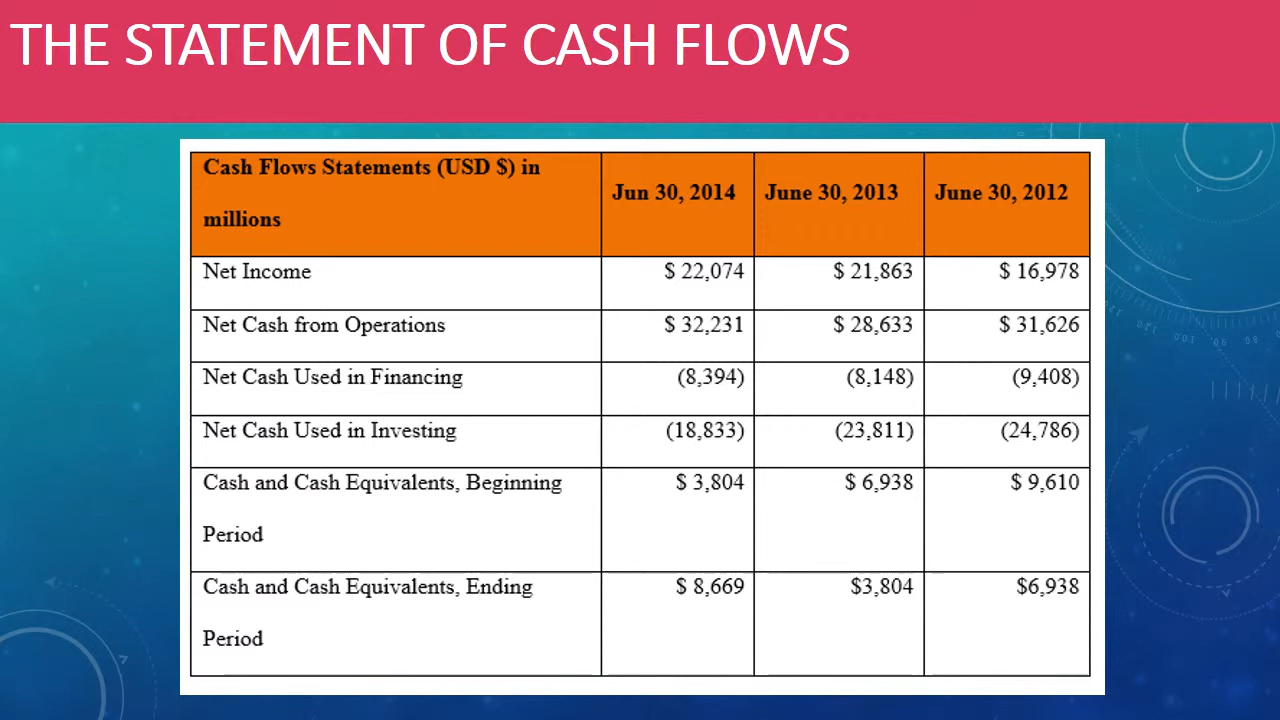 THE STATEMENT OF CASH FLOWS
Cash Flows Statements (USD $) in
millions
Jun 30, 2014
June 30, 2013
June 30, 2012
Net Income $ 22,074 $ 21,863 $ 16,978
Net Cash from Operations $ 32,231 $ 28,633 $ 31,626
Net Cash Used in Financing (8,394) (8,148) (9,408)
Net Cash Used in Investing (18,833) (23,811) (24,786)
Cash and Cash Equivalents, Beginning $ 3,804 $ 6,938 $ 9,610
Period
Cash and Cash Equivalents, Ending $ 8,669 $3,804 $6,938
Period